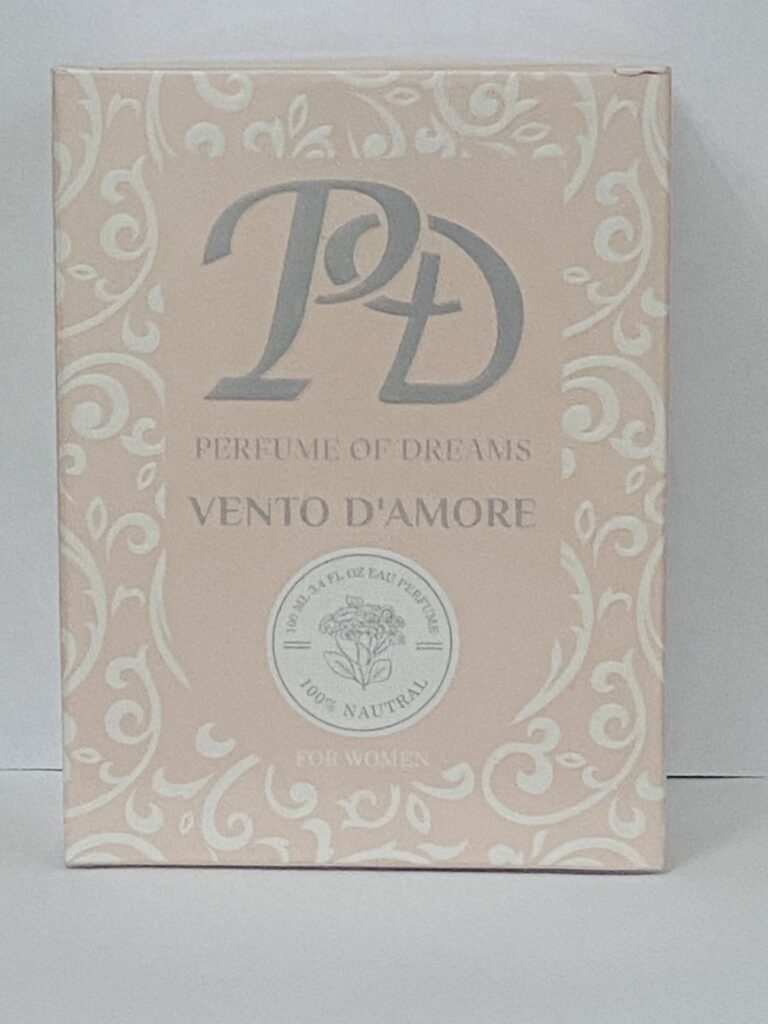 PD
PERFUME OF DREAMS
VENTO D'AMORE
100 ML 3,4 FL OZ EAU PERFUME
100% NAUTRAL
FOR WOMEN